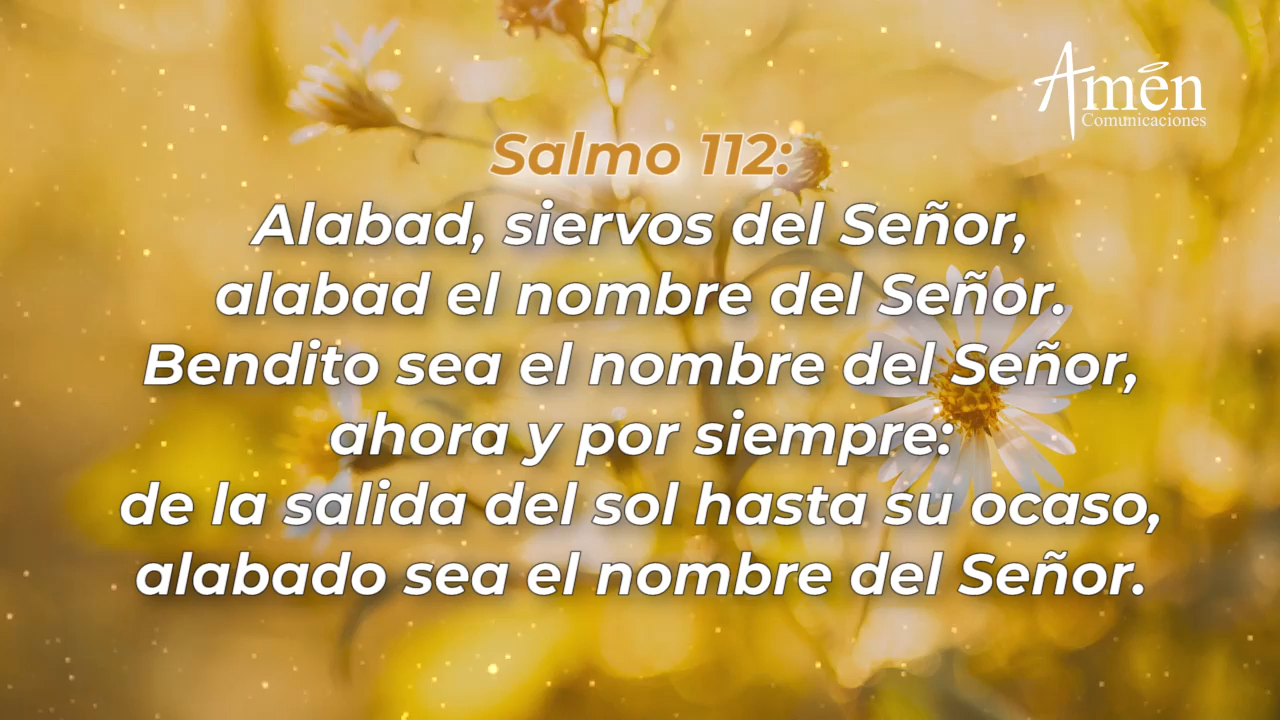 Amén
Comunicaciones
Salmo 112:
Alabad, siervos del Señor,
alabad el nombre del Señor.
Bendito sea el nombre del Señor,
ahora y por siempre:
de la salida del sol hasta su ocaso,
alabado sea el nombre del Señor.